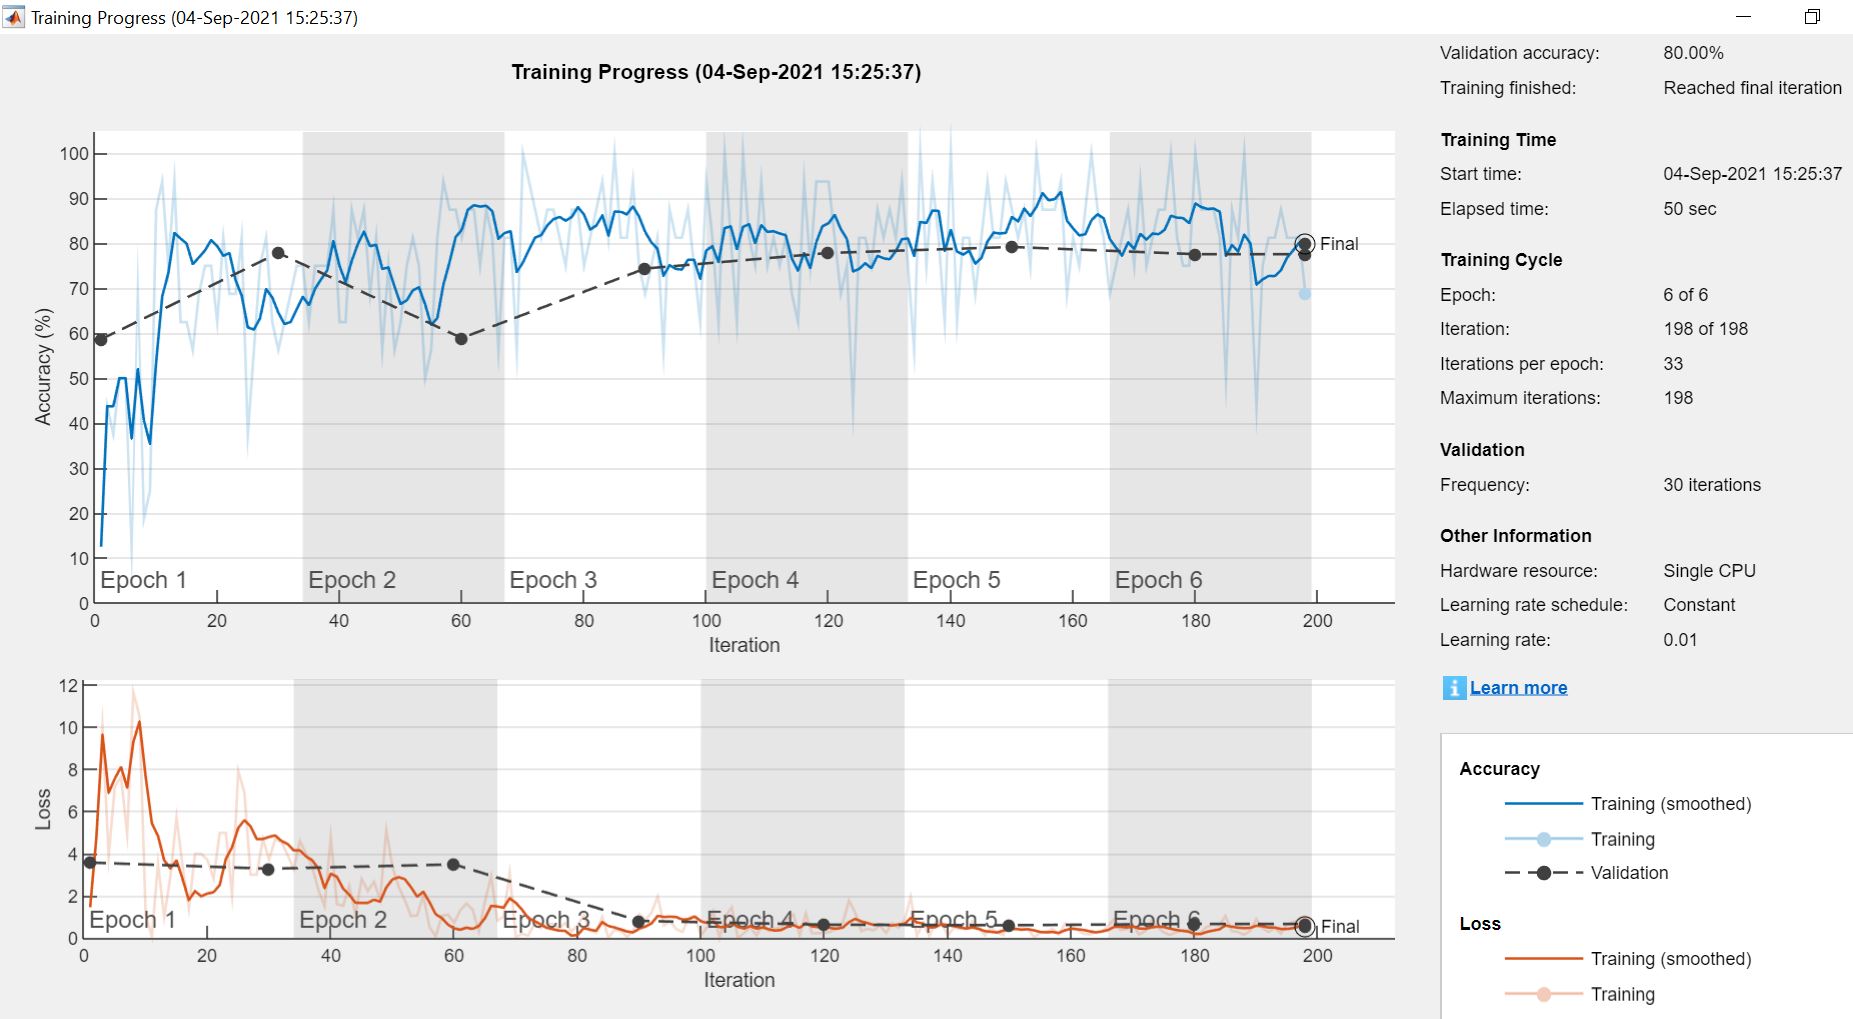 Training Progress (04-Sep-2021 15:25:37)
Training Progress (04-Sep-2021 15:25:37)
100
90
80
70
60
50
40
30
20
10
0
Accuracy (%)
Final
Epoch 1 Epoch 2 Epoch 3 Epoch 4 Epoch 5 Epoch 6
0 20 40 60 80 100 120 140 160 180 200
Iteration
12
10
8
6
4
2
0
Loss
Epoch 1 Epoch 2 Epoch 3 Epoch 4 Epoch 5 Epoch 6
Final
0 20 40 60 80 100 120 140 160 180 200
Iteration
Validation accuracy: 80.00%
Training finished: Reached final iteration
Training Time
Start time: 04-Sep-2021 15:25:37
Elapsed time: 50 sec
Training Cycle
Epoch: 6 of 6
Iteration: 198 of 198
Iterations per epoch: 33
Maximum iterations: 198
Validation
Frequency: 30 iterations
Other Information
Hardware resource: Single CPU
Learning rate schedule: Constant
Learning rate: 0.01
i Learn more
Accuracy
Training (smoothed)
Training
Validation
Loss
Training (smoothed)
Training